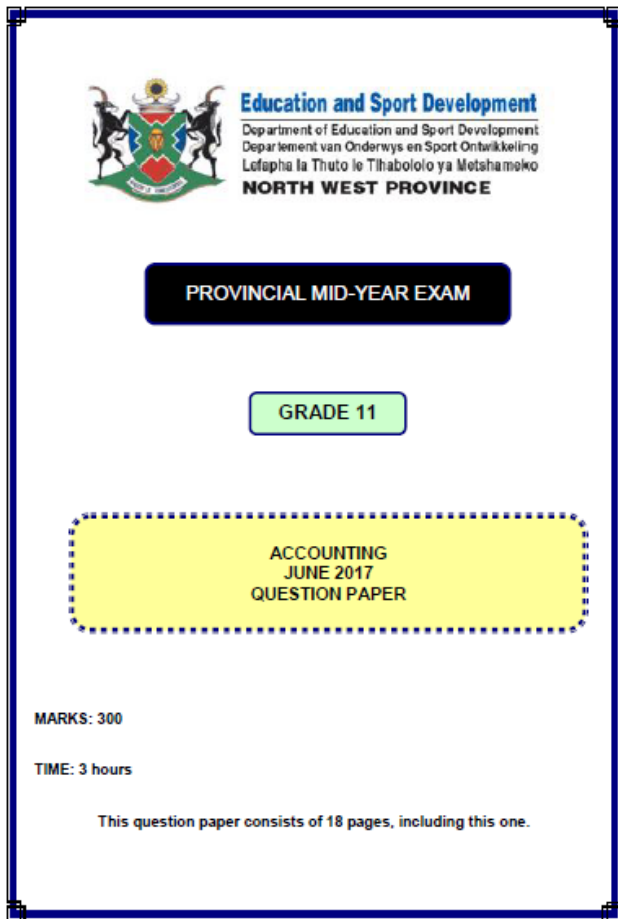 Education and Sport Development
Department of Education and Sport Development
Departement van Onderwys en Sport Ontwikkeling
Lefapha la Thuto le Tlhabololo ya Metshameko
NORTH WEST PROVINCE
PROVINCIAL MID-YEAR EXAM
GRADE 11
ACCOUNTING
JUNE 2017
QUESTION PAPER
MARKS: 300
TIME: 3 hours
This question paper consists of 18 pages, including this one.